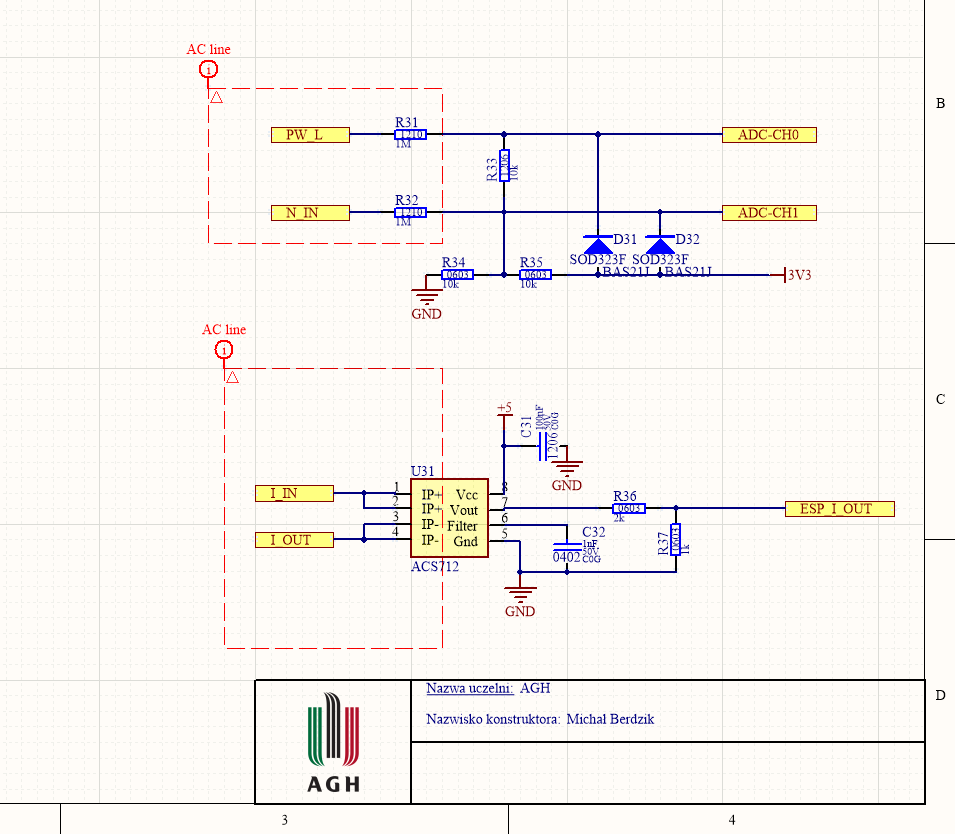 AC line
i
B
PW_L
R31
1210
1M
ADC-CH0
R33
1206
10k
N_IN
R32
1210
1M
ADC-CH1
D31
SOD323F
BAS21J
D32
SOD323F
BAS21J
R34
0603
10k
R35
0603
10k
3V3
GND
AC line
i
C
+5
C31
100nF
50V
C0G
1206
GND
U31
I_IN
1
2
3
4
I_OUT
IP+
IP+
IP-
IP-
Vcc
Vout
Filter
Gnd
8
7
6
5
ACS712
R36
0603
2k
ESP_I_OUT
C32
1nF
50V
C0G
0402
R37
0603
1k
GND
D
Nazwa uczelni: AGH
Nazwisko konstruktora: Michał Berdzik
AGH
3
4